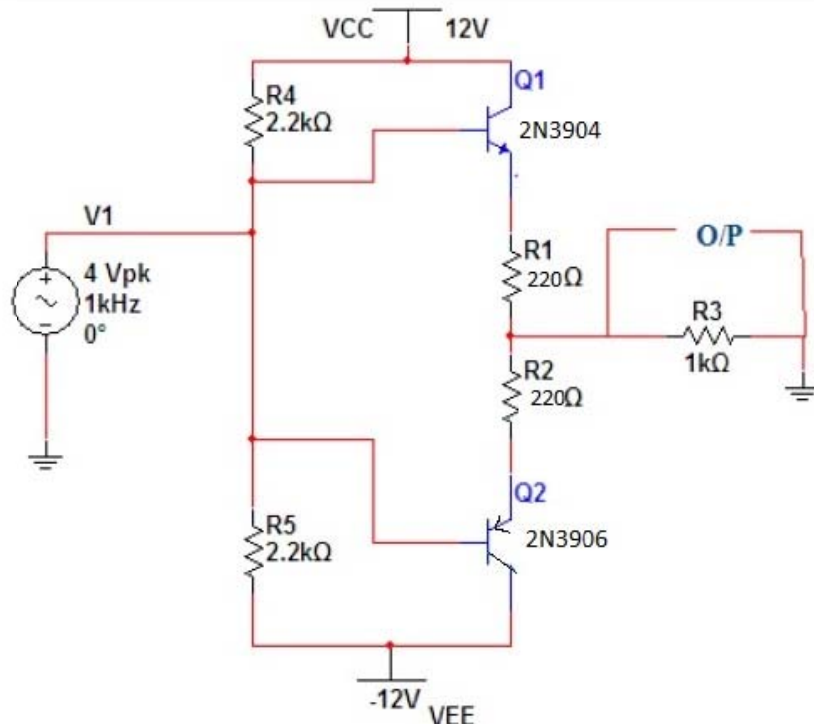 VCC 12V
Q1
R4
2.2kΩ
2N3904
V1
4 Vpk
1kHz
0°
R1
220Ω
O/P
R3
1kΩ
R2
220Ω
Q2
R5
2.2kΩ
2N3906
-12V
VEE